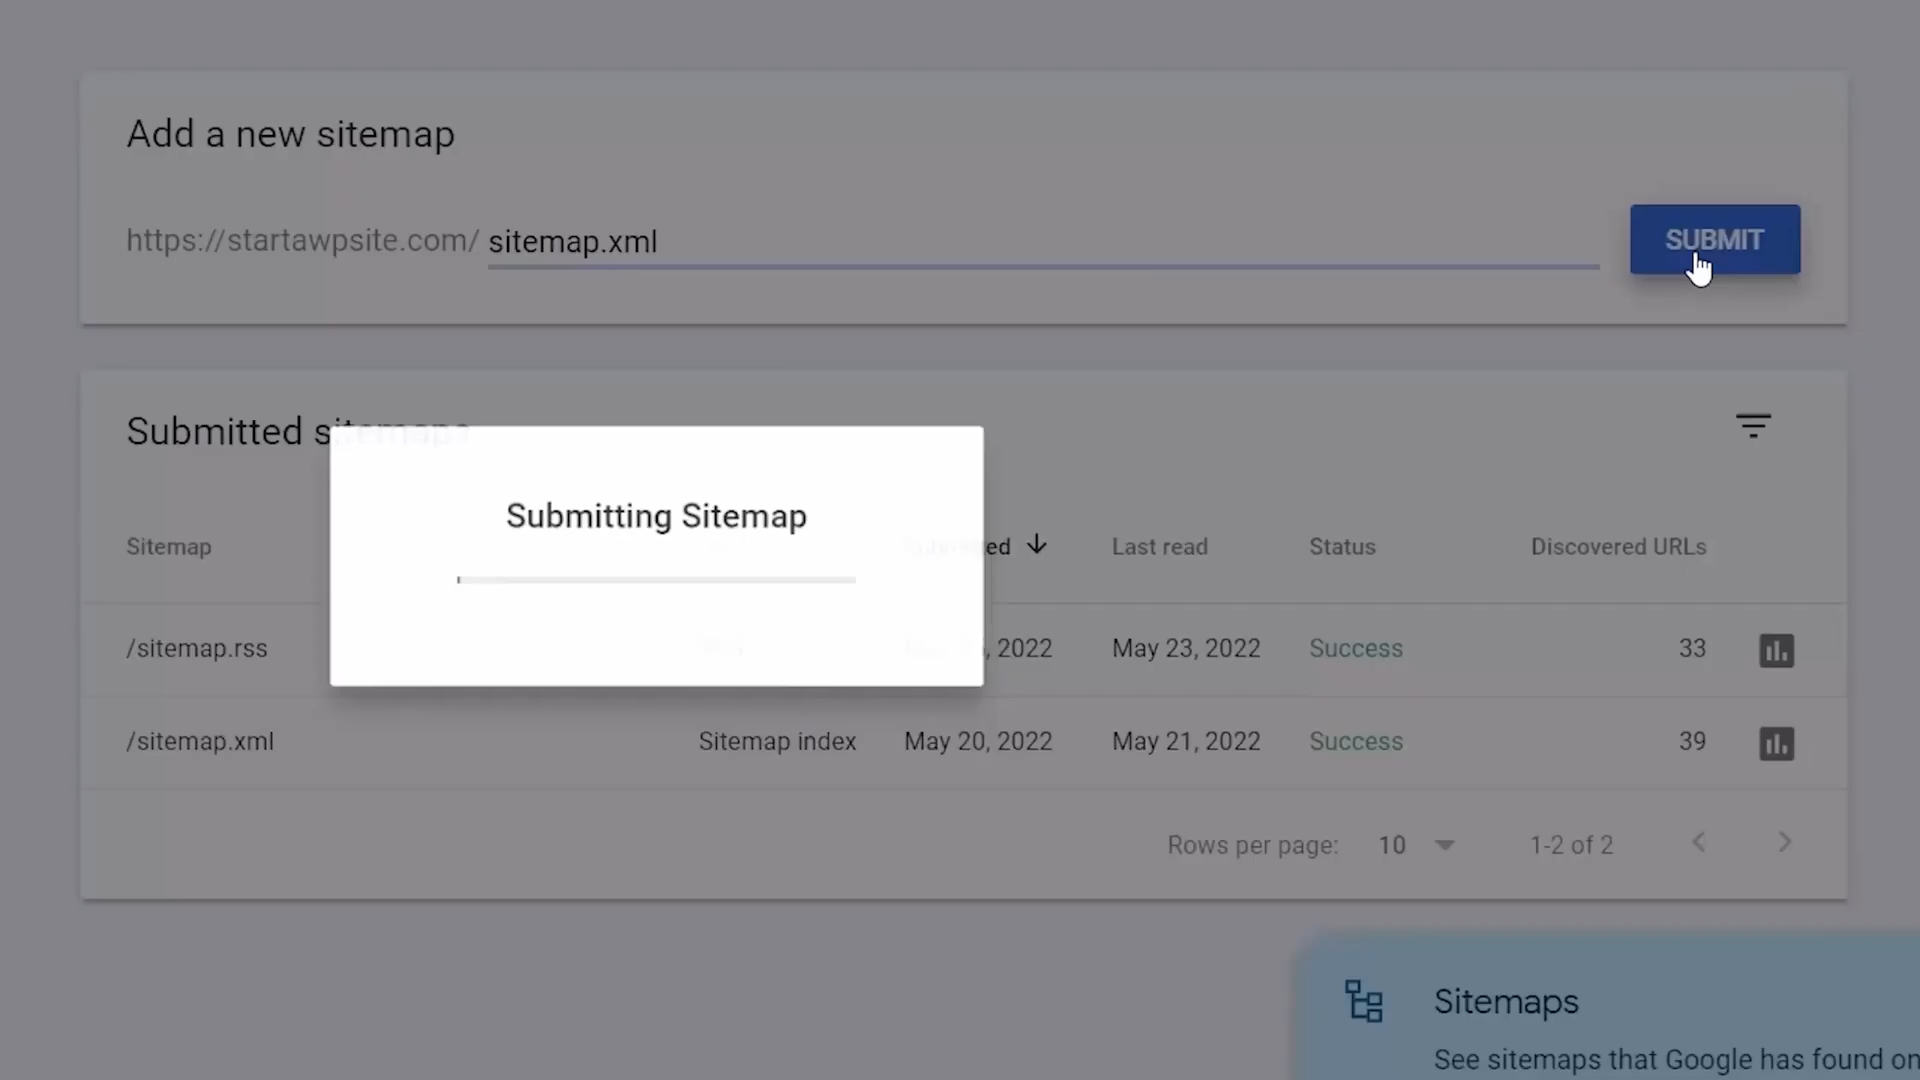 Add a new sitemap
https://startawpsite.com/ sitemap.xml
SUBMIT
Submitted sitemaps
Submitting Sitemap
Sitemap Submitted Last read Status Discovered URLs
/sitemap.rss , 2022 May 23, 2022 Success 33
/sitemap.xml Sitemap index May 20, 2022 May 21, 2022 Success 39
Rows per page: 10 1-2 of 2
Sitemaps
See sitemaps that Google has found on